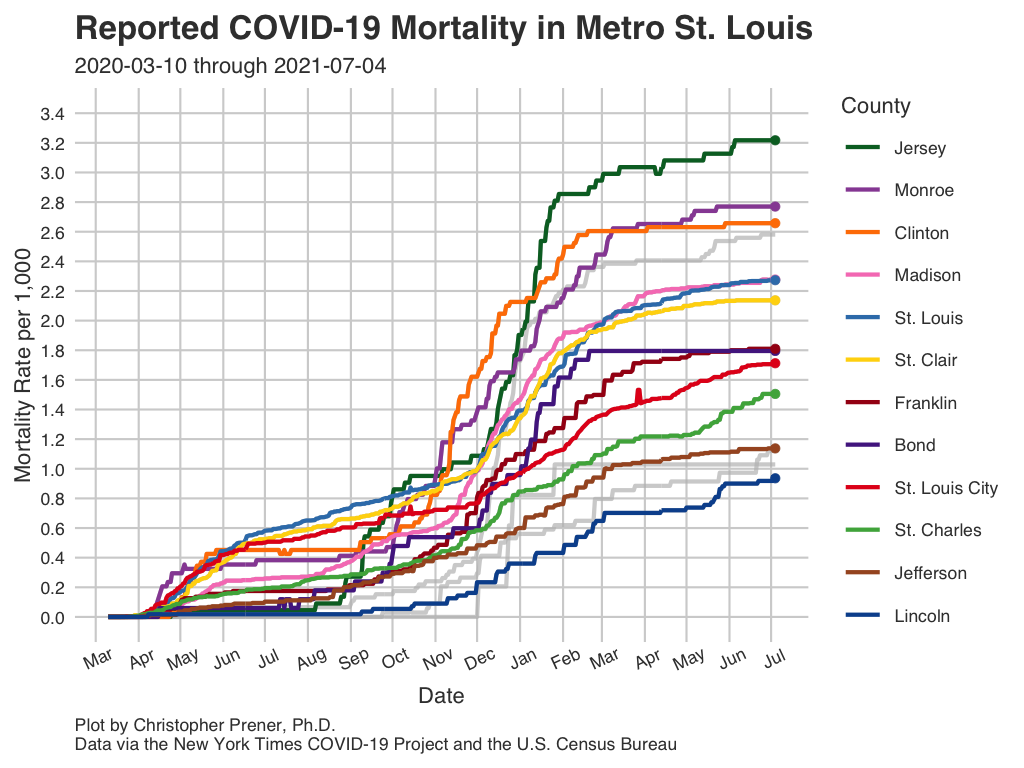 Reported COVID-19 Mortality in Metro St. Louis
2020-03-10 through 2021-07-04
Mortality Rate per 1,000
3.4
3.2
3.0
2.8
2.6
2.4
2.2
2.0
1.8
1.6
1.4
1.2
1.0
0.8
0.6
0.4
0.2
0.0
Mar Apr May Jun Jul Aug Sep Oct Nov Dec Jan Feb Mar Apr May Jun Jul
Date
County
Jersey
Monroe
Clinton
Madison
St. Louis
St. Clair
Franklin
Bond
St. Louis City
St. Charles
Jefferson
Lincoln
Plot by Christopher Prener, Ph.D.
Data via the New York Times COVID-19 Project and the U.S. Census Bureau